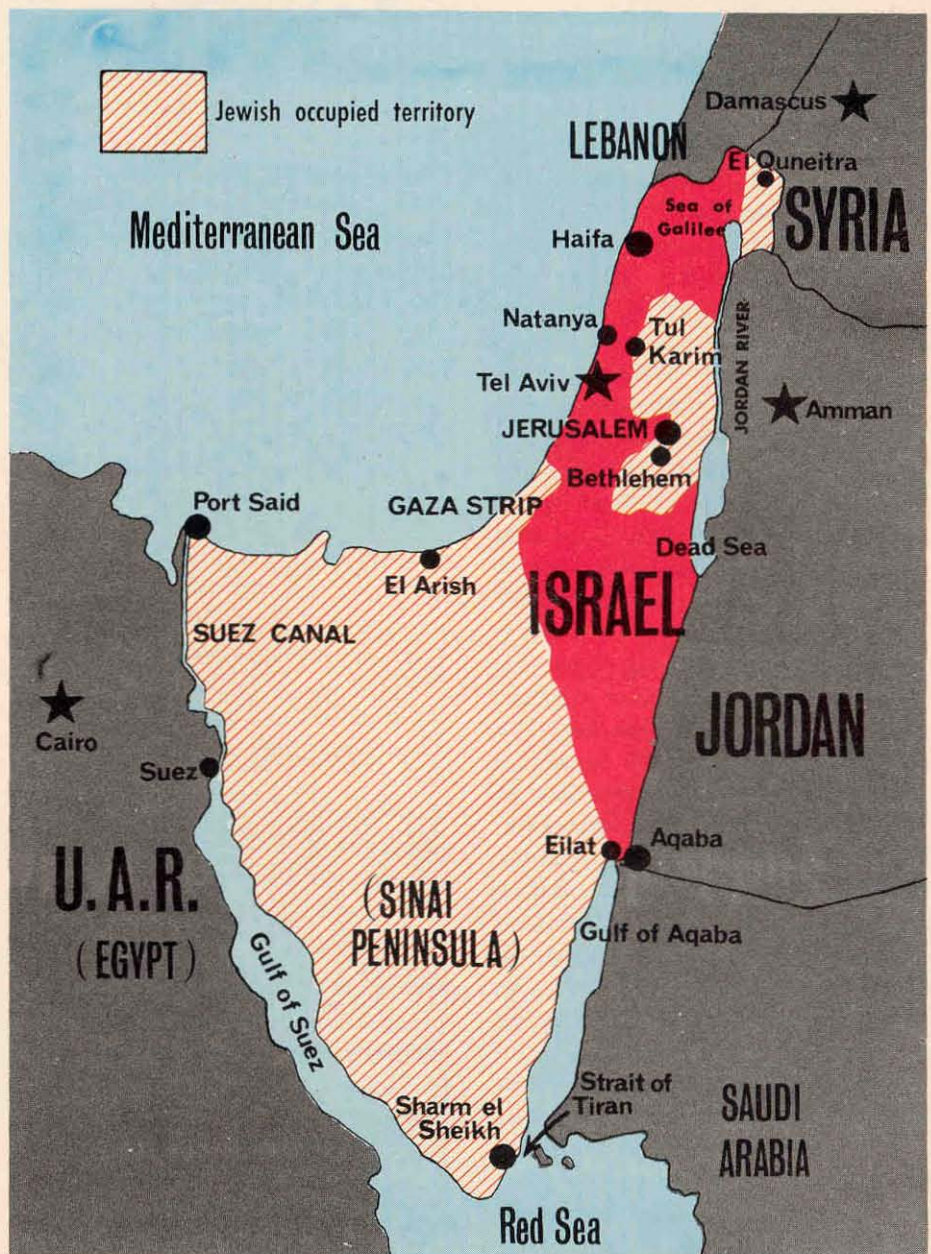 Jewish occupied territory
Damascus
LEBANON
El Quneitra
SYRIA
Mediterranean Sea
Sea of
Galilee
Haifa
Natanya
Tul
Karim
JORDAN RIVER
Tel Aviv
Amman
JERUSALEM
Bethlehem
Port Said
GAZA STRIP
Dead Sea
El Arish
ISRAEL
SUEZ CANAL
Cairo
JORDAN
Suez
Eilat
Aqaba
U.A.R.
(EGYPT)
(SINAI
PENINSULA)
Gulf of Aqaba
Gulf of Suez
Strait of
Tiran
Sharm el
Sheikh
SAUDI
ARABIA
Red Sea